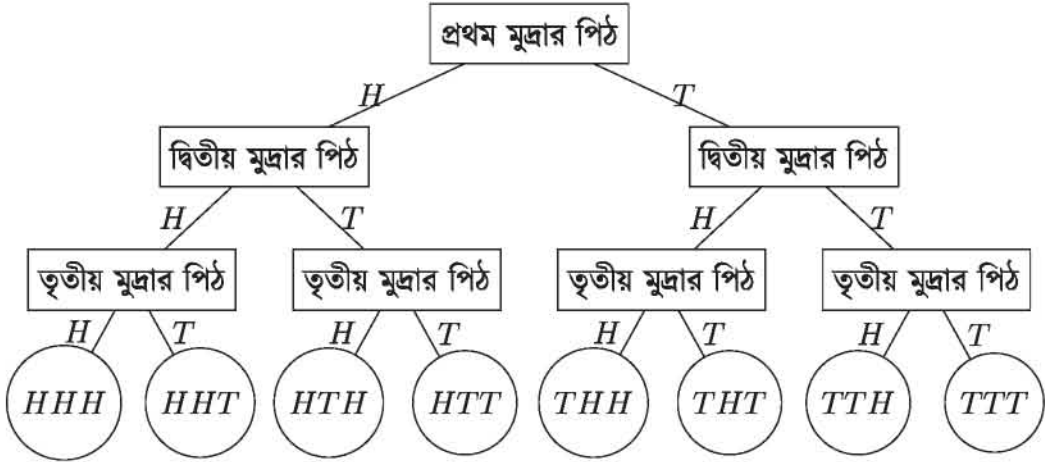 প্রথম মুদ্রার পিঠ
H T
দ্বিতীয় মুদ্রার পিঠ দ্বিতীয় মুদ্রার পিঠ
H T H T
তৃতীয় মুদ্রার পিঠ তৃতীয় মুদ্রার পিঠ তৃতীয় মুদ্রার পিঠ তৃতীয় মুদ্রার পিঠ
H T H T H T H T
HHH HHT HTH HTT THH THT TTH TTT